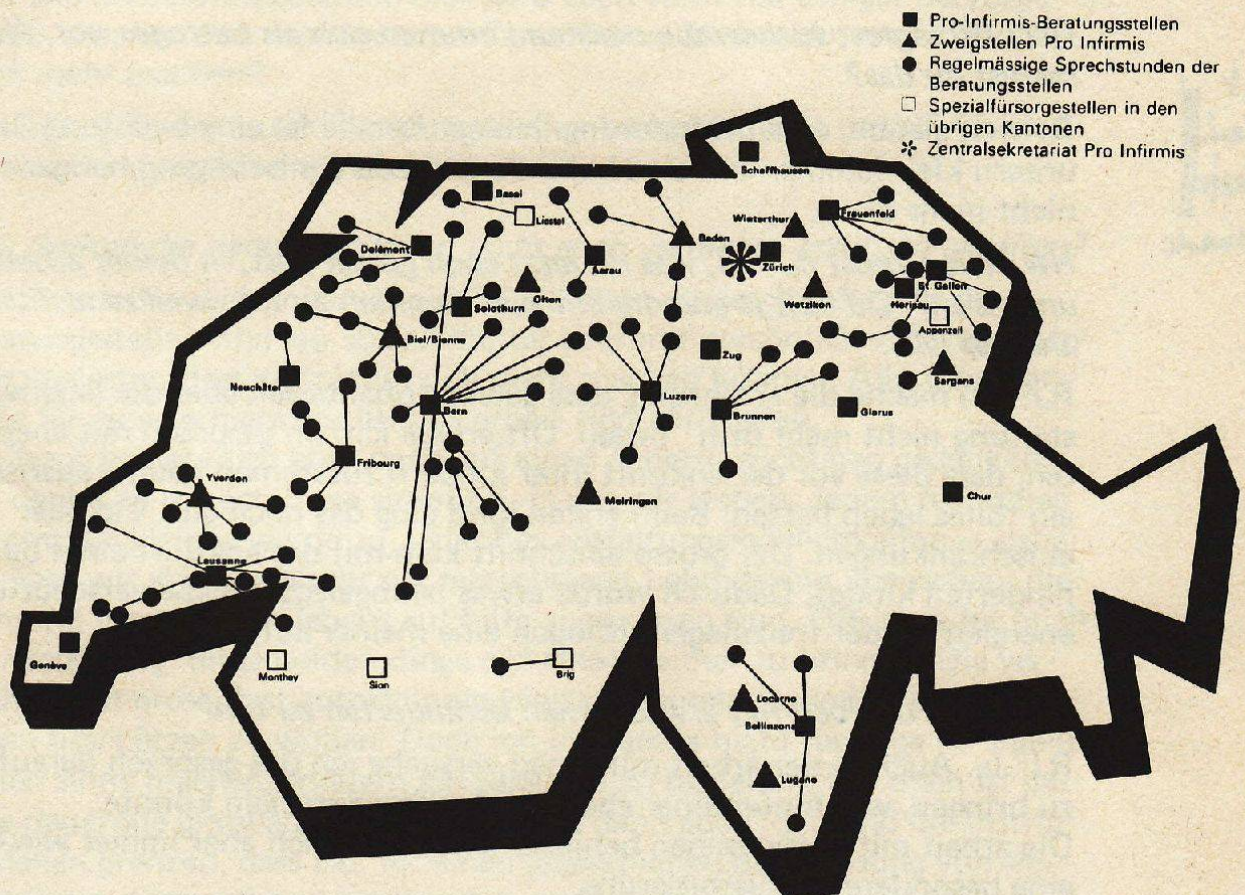 Pro-Infirmis-Beratungsstellen
Zweigstellen Pro Infirmis
Regelmässige Sprechstunden der
Beratungsstellen
Spezialfürsorgestellen in den
übrigen Kantonen
Zentralsekretariat Pro Infirmis
Schaffhausen
Basel
Liestal
Winterthur
Frauenfeld
Baden
Delémont
Aarau
Zürich
St. Gallen
Olten
Wetzikon
Herisau
Solothurn
Appenzell
Biel/Bienne
Zug
Sargans
Neuchâtel
Bern
Luzern
Brunnen
Glarus
Fribourg
Yverdon
Meiringen
Chur
Lausanne
Genève
Monthey
Sion
Brig
Locarno
Bellinzona
Lugano